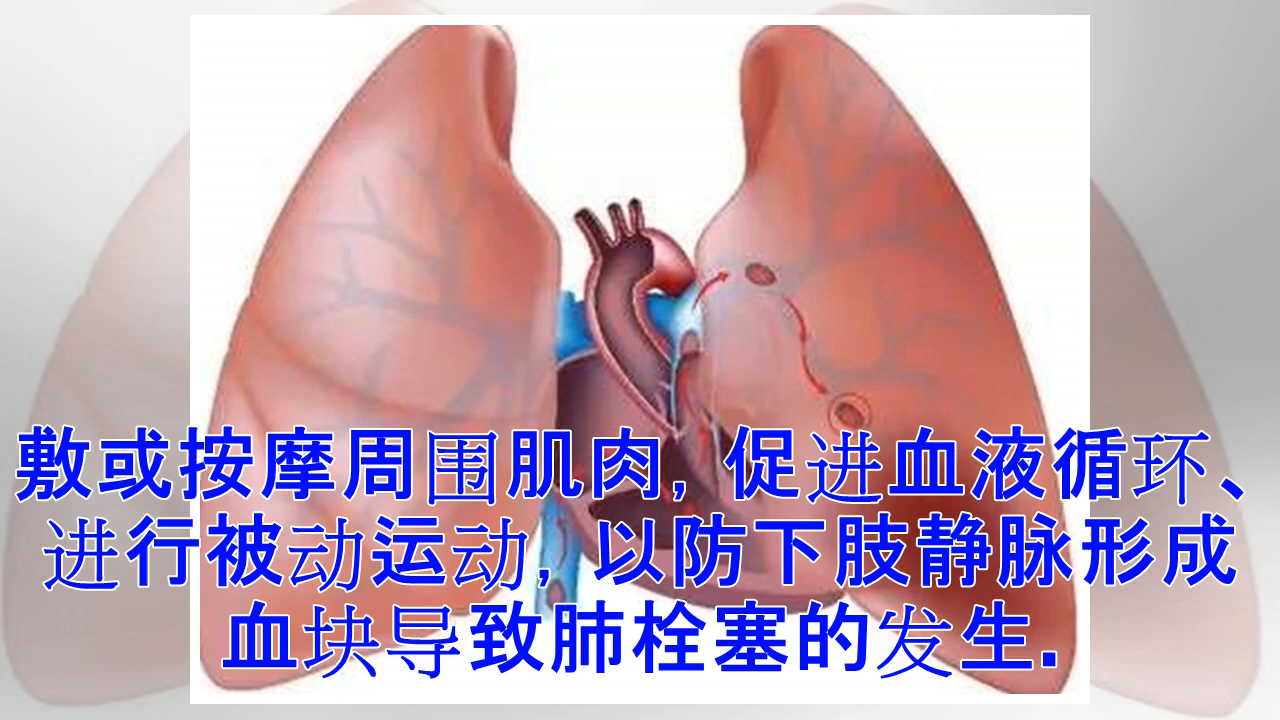 敷或按摩周围肌肉, 促进血液循环、
进行被动运动, 以防下肢静脉形成
血块导致肺栓塞的发生.